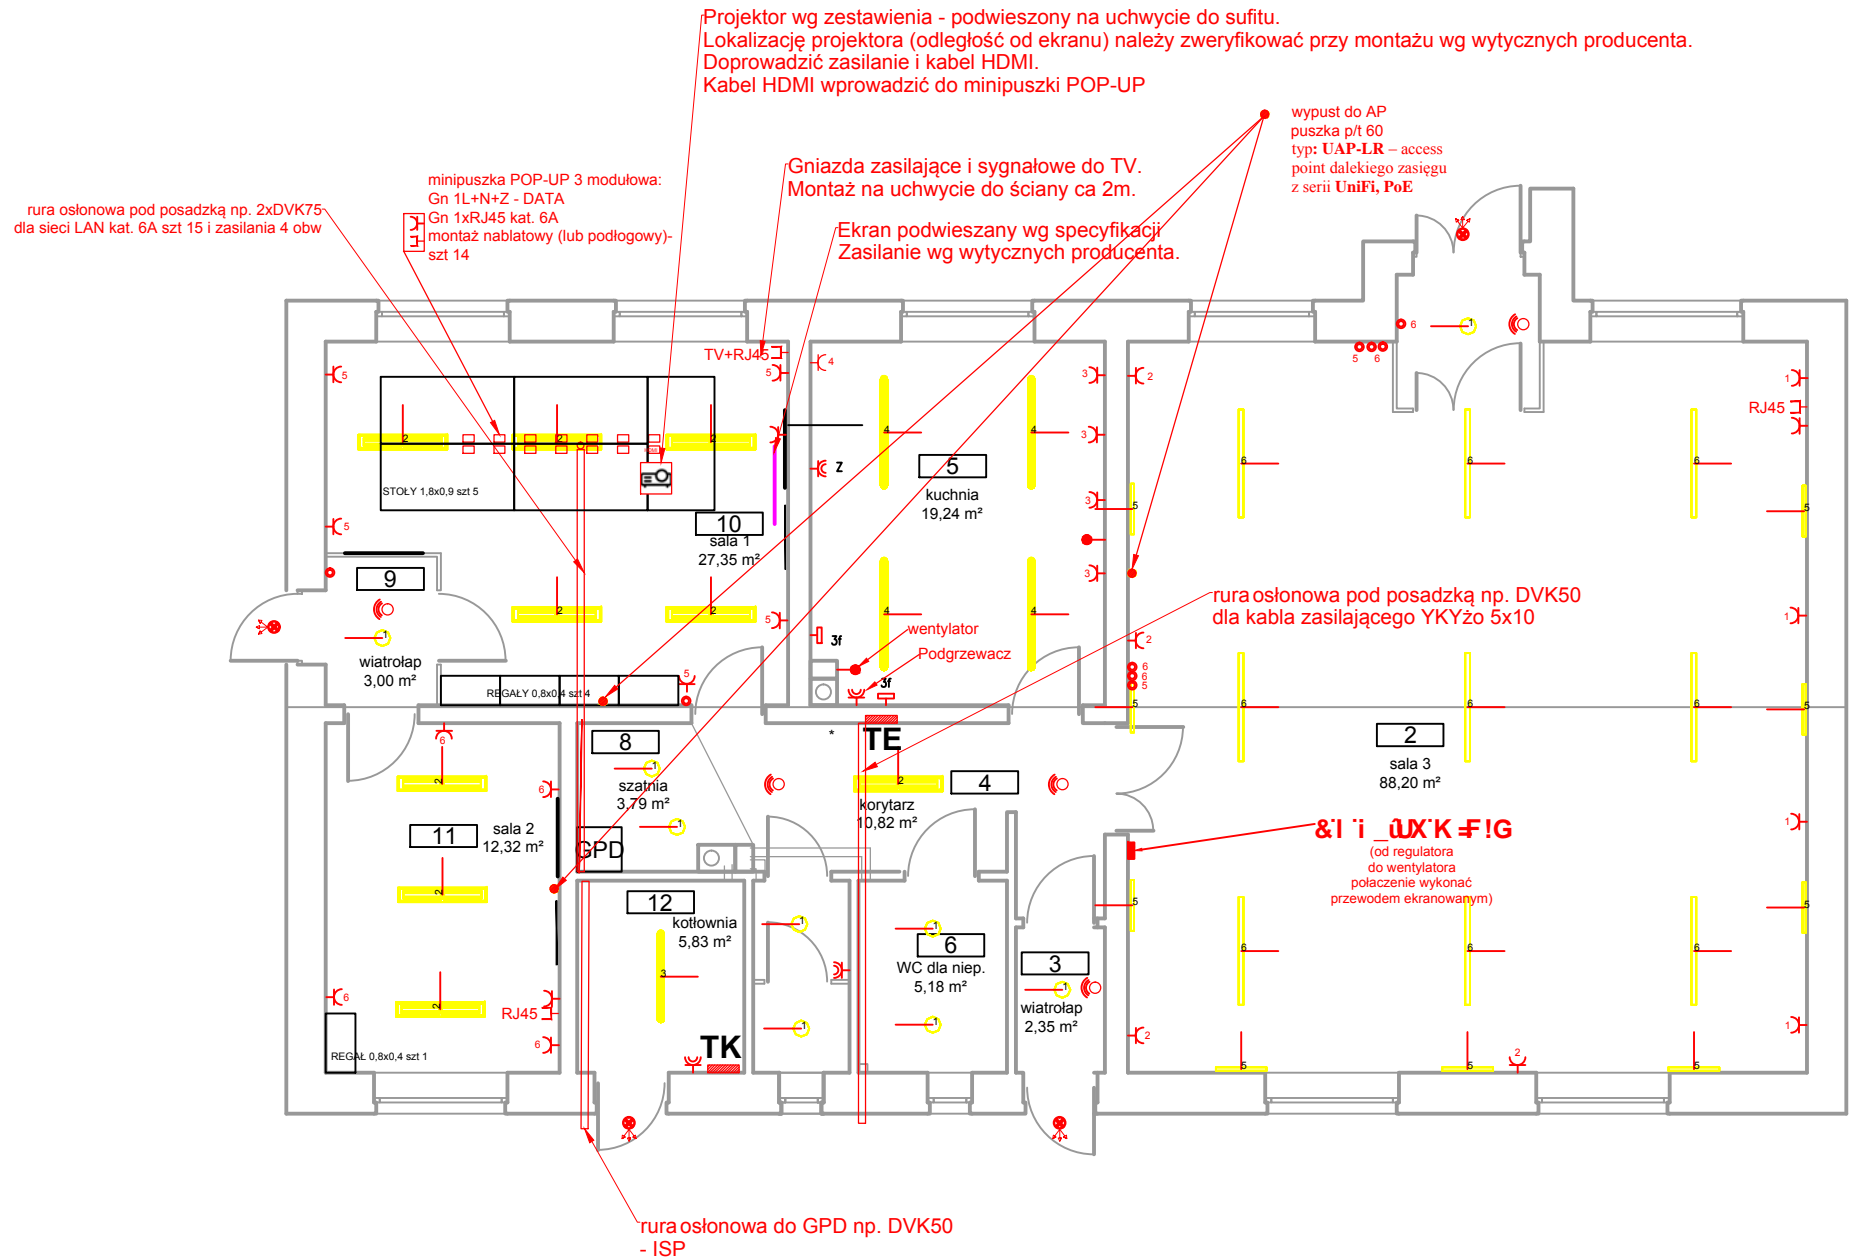 Projektor wg zestawienia - podwieszony na uchwycie do sufitu.
Lokalizację projektora (odległość od ekranu) należy zweryfikować przy montażu wg wytycznych producenta.
Doprowadzić zasilanie i kabel HDMI.
Kabel HDMI wprowadzić do minipuszki POP-UP
wypust do AP
puszka p/t 60
typ: UAP-LR – access
point dalekiego zasięgu
z serii UniFi, PoE
Gniazda zasilające i sygnałowe do TV.
Montaż na uchwycie do ściany ca 2m.
minipuszka POP-UP 3 modułowa:
Gn 1L+N+Z - DATA
Gn 1xRJ45 kat. 6A
montaż nablatowy (lub podłogowy)-
szt 14
rura osłonowa pod posadzką np. 2xDVK75
dla sieci LAN kat. 6A szt 15 i zasilania 4 obw
Ekran podwieszany wg specyfikacji
Zasilanie wg wytycznych producenta.
TV+RJ45
HDMI
STOŁY 1,8x0,9 szt 5
10
sala 1
27,35 m²
5
kuchnia
19,24 m²
Z
3f
3f
RJ45
9
wiatrołap
3,00 m²
REGAŁY 0,8x0,4 szt 4
wentylator
Podgrzewacz
rura osłonowa pod posadzką np. DVK50
dla kabla zasilającego YKYżo 5x10
2
sala 3
88,20 m²
8
szatnia
3,79 m²
GPD
*
TE
4
korytarz
10,82 m²
11
sala 2
12,32 m²
RJ45
REGAŁ 0,8x0,4 szt 1
12
kotłownia
5,83 m²
TK
6
WC dla niep.
5,18 m²
3
wiatrołap
2,35 m²
(od regulatora
do wentylatora
połaczenie wykonać
przewodem ekranowanym)
rura osłonowa do GPD np. DVK50
- ISP